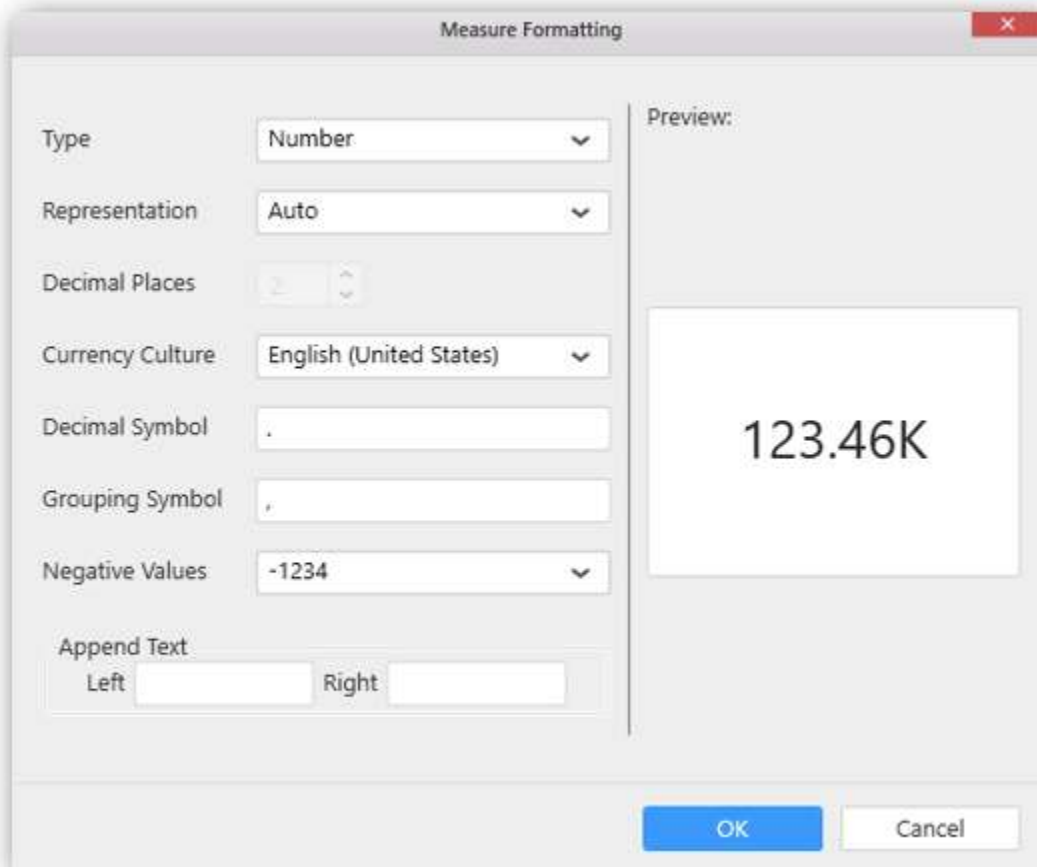 Measure Formatting
Type Number
Preview:
Representation Auto
Decimal Places 2
Currency Culture English (United States)
Decimal Symbol .
123.46K
Grouping Symbol ,
Negative Values -1234
Append Text
Left Right
OK Cancel